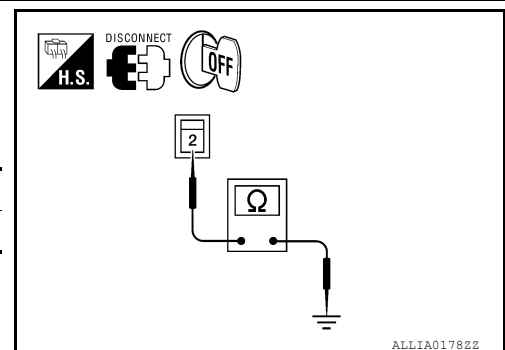 DISCONNECT
H.S.
OFF
2
Ω
ALLIA0178ZZ